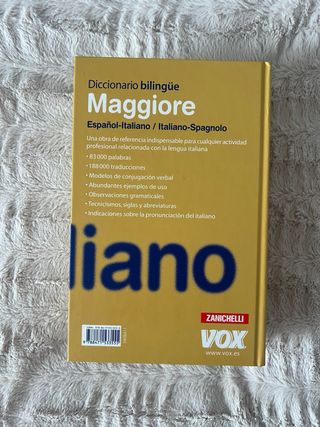 Diccionario bilingüe
Maggiore
Español-Italiano / Italiano-Spagnolo
Una obra de referencia indispensable para cualquier actividad
profesional relacionada con la lengua italiana
• 83 000 palabras
• 188 000 traducciones
• Modelos de conjugación verbal
• Abundantes ejemplos de uso
• Observaciones gramaticales
• Tecnicismos, siglas y abreviaturas
• Indicaciones sobre la pronunciación del italiano
liano
ZANICHELLI
VOX
www.vox.es